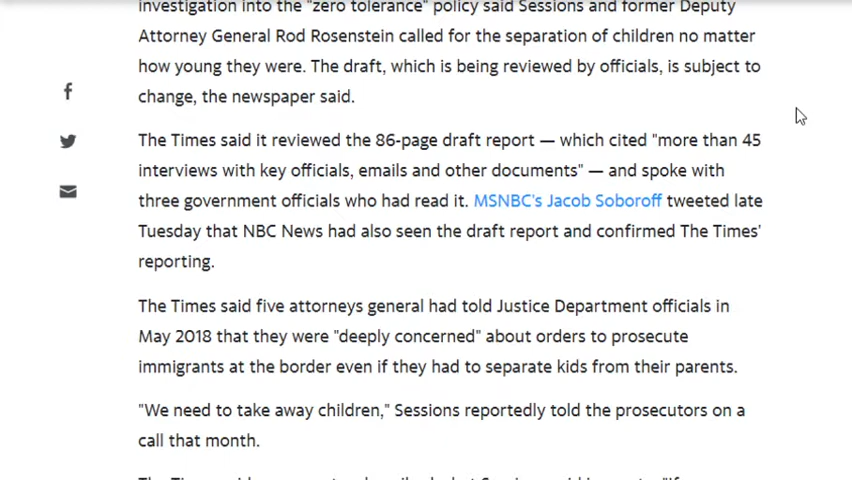 investigation into the "zero tolerance" policy said Sessions and former Deputy
Attorney General Rod Rosenstein called for the separation of children no matter
how young they were. The draft, which is being reviewed by officials, is subject to
change, the newspaper said.
The Times said it reviewed the 86-page draft report — which cited "more than 45
interviews with key officials, emails and other documents" — and spoke with
three government officials who had read it. MSNBC's Jacob Soboroff tweeted late
Tuesday that NBC News had also seen the draft report and confirmed The Times'
reporting.
The Times said five attorneys general had told Justice Department officials in
May 2018 that they were "deeply concerned" about orders to prosecute
immigrants at the border even if they had to separate kids from their parents.
"We need to take away children," Sessions reportedly told the prosecutors on a
call that month.